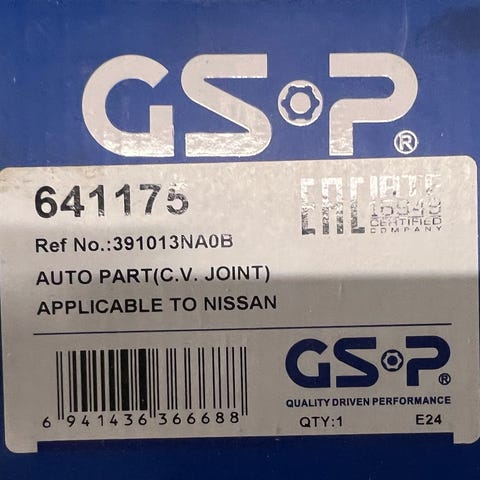 GSP®
641175
EAC IATF
16949
CERTIFIED
COMPANY
Ref No.:391013NA0B
AUTO PART(C.V. JOINT)
APPLICABLE TO NISSAN
GSP®
QUALITY DRIVEN PERFORMANCE
6 941436 366688
QTY:1 E24